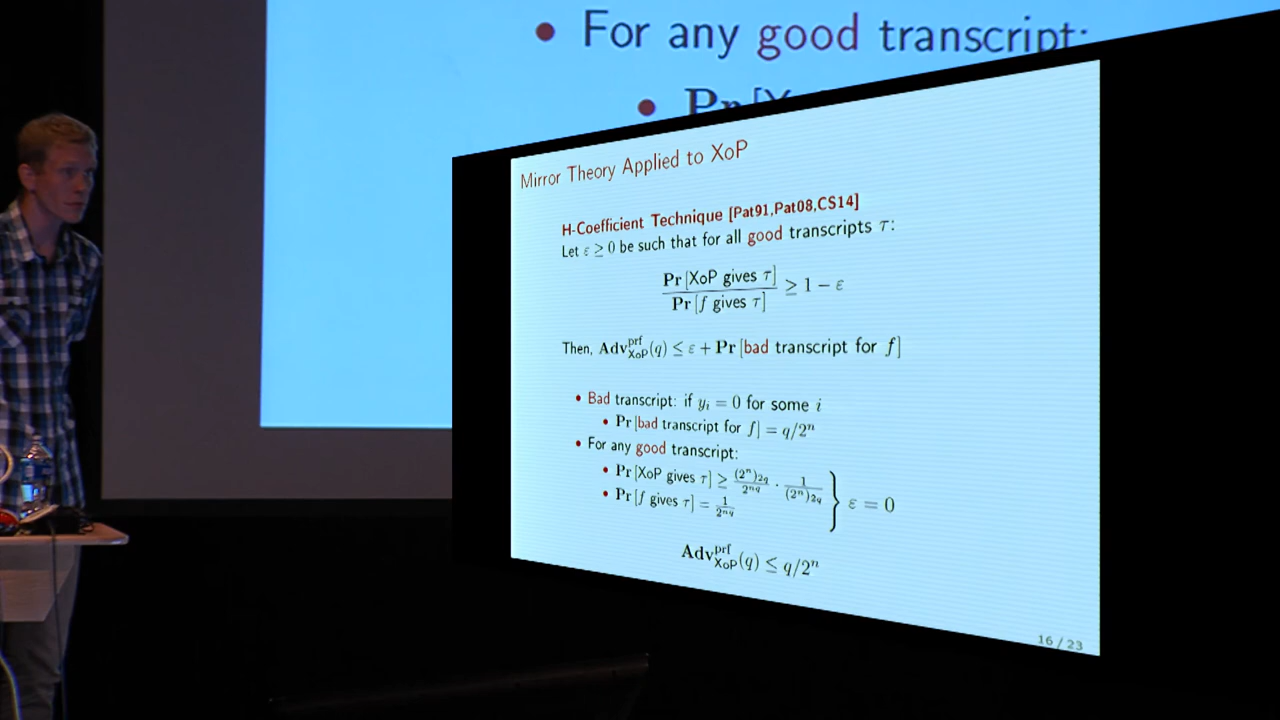 • For any good transcript:
• Pr[
Mirror Theory Applied to XoP
H-Coefficient Technique [Pat91,Pat08,CS14]
Let ε ≥ 0 be such that for all good transcripts τ:
Pr[XoP gives τ] / Pr[f gives τ] ≥ 1 − ε
Then, Adv^prf_XoP(q) ≤ ε + Pr[bad transcript for f]
• Bad transcript: if y_i = 0 for some i
• Pr[bad transcript for f] = q/2^n
• For any good transcript:
• Pr[XoP gives τ] ≥ (2^n)_2q / 2^nq · 1 / (2^n)_2q
• Pr[f gives τ] = 1 / 2^nq
} ε = 0
Adv^prf_XoP(q) ≤ q/2^n
16 / 23